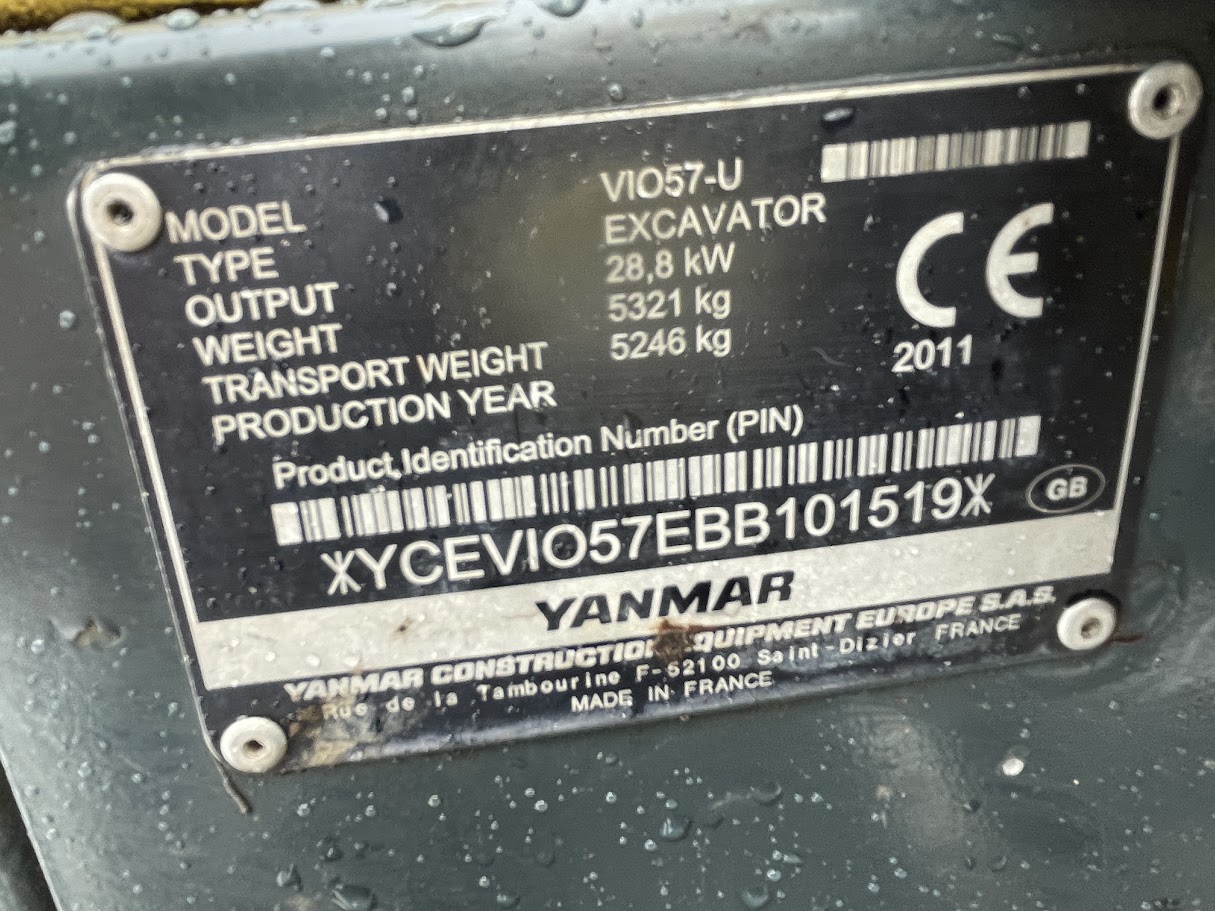 MODEL VIO57-U
TYPE EXCAVATOR
OUTPUT 28,8 kW
WEIGHT 5321 kg
TRANSPORT WEIGHT 5246 kg
PRODUCTION YEAR 2011
CE
Product Identification Number (PIN)
*YCEVIO57EBB101519*
GB
YANMAR
YANMAR CONSTRUCTION EQUIPMENT EUROPE S.A.S.
Rue de la Tambourine F-52100 Saint-Dizier FRANCE
MADE IN FRANCE